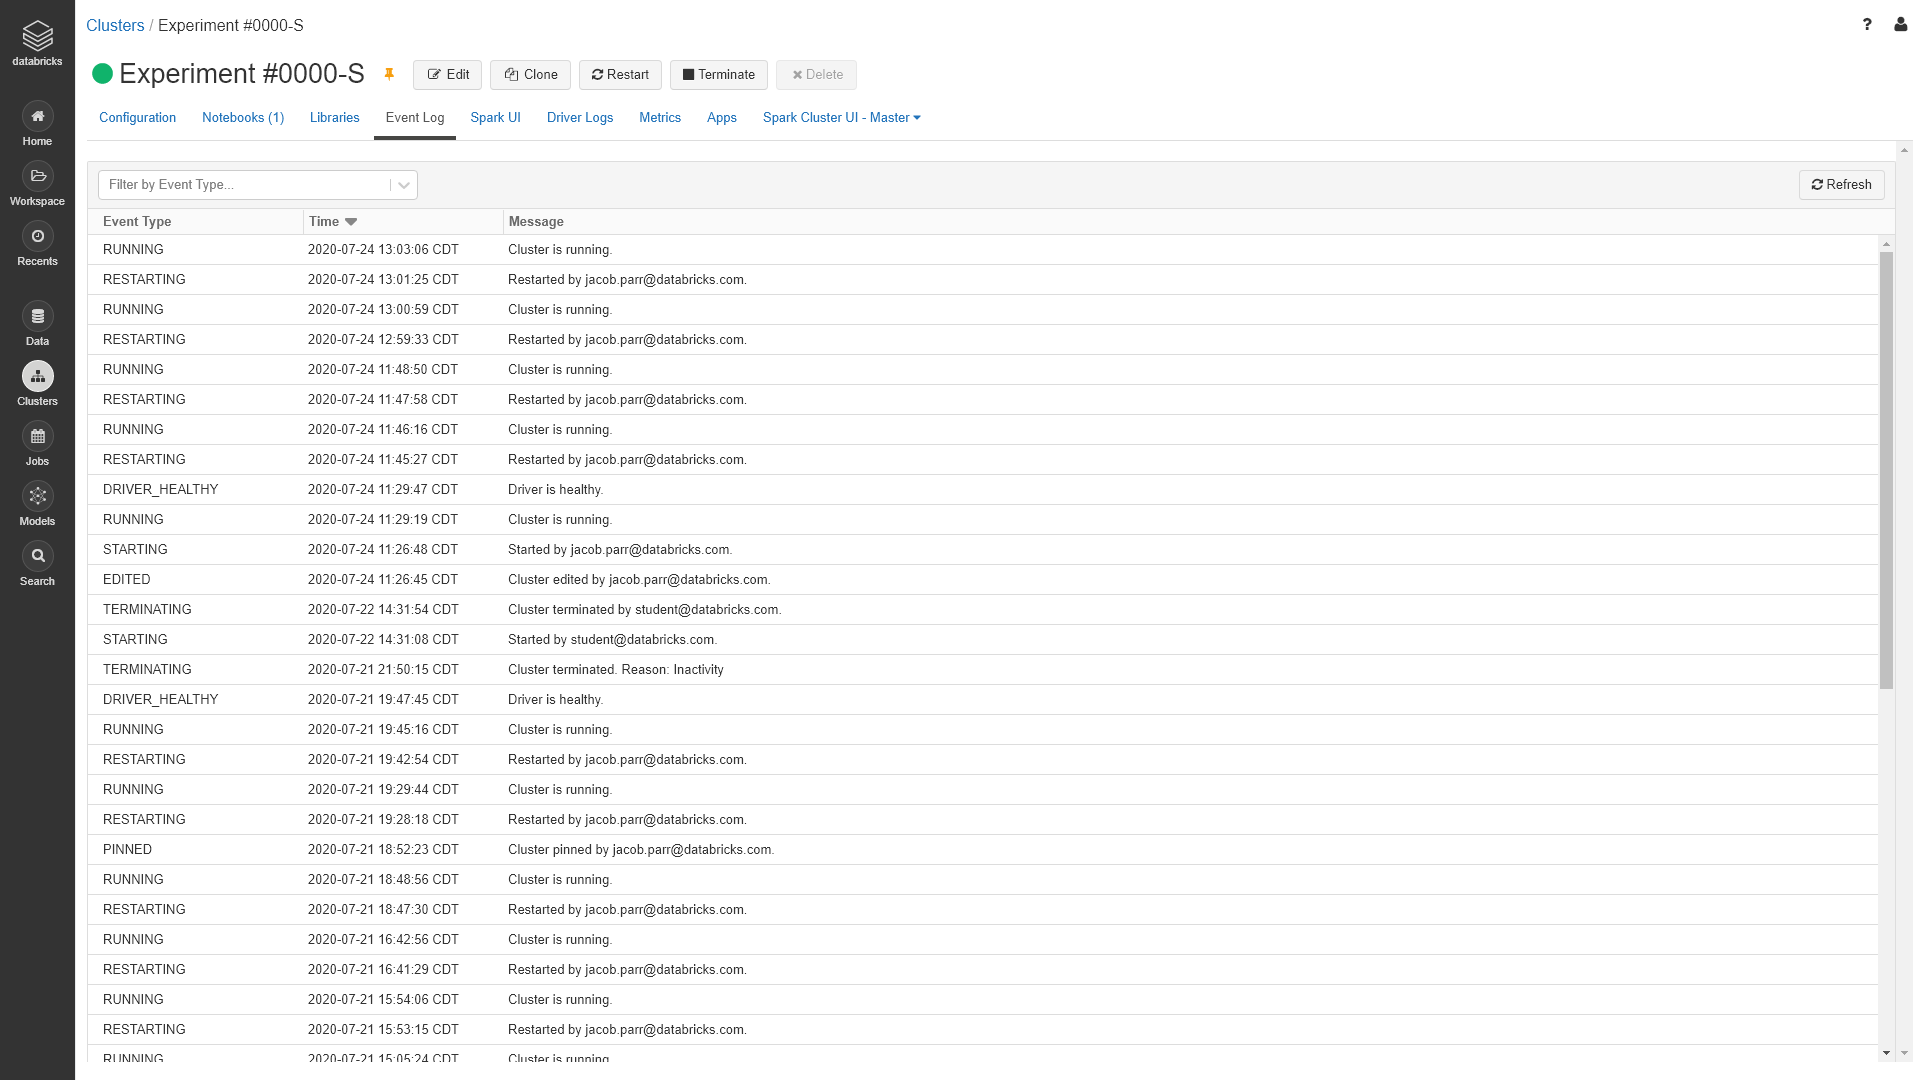 Clusters / Experiment #0000-S
databricks
Experiment #0000-S Edit Clone Restart Terminate Delete
Configuration Notebooks (1) Libraries Event Log Spark UI Driver Logs Metrics Apps Spark Cluster UI - Master
Home
Workspace
Recents
Data
Clusters
Jobs
Models
Search
Filter by Event Type... Refresh
Event Type Time Message
RUNNING 2020-07-24 13:03:06 CDT Cluster is running.
RESTARTING 2020-07-24 13:01:25 CDT Restarted by jacob.parr@databricks.com.
RUNNING 2020-07-24 13:00:59 CDT Cluster is running.
RESTARTING 2020-07-24 12:59:33 CDT Restarted by jacob.parr@databricks.com.
RUNNING 2020-07-24 11:48:50 CDT Cluster is running.
RESTARTING 2020-07-24 11:47:58 CDT Restarted by jacob.parr@databricks.com.
RUNNING 2020-07-24 11:46:16 CDT Cluster is running.
RESTARTING 2020-07-24 11:45:27 CDT Restarted by jacob.parr@databricks.com.
DRIVER_HEALTHY 2020-07-24 11:29:47 CDT Driver is healthy.
RUNNING 2020-07-24 11:29:19 CDT Cluster is running.
STARTING 2020-07-24 11:26:48 CDT Started by jacob.parr@databricks.com.
EDITED 2020-07-24 11:26:45 CDT Cluster edited by jacob.parr@databricks.com.
TERMINATING 2020-07-22 14:31:54 CDT Cluster terminated by student@databricks.com.
STARTING 2020-07-22 14:31:08 CDT Started by student@databricks.com.
TERMINATING 2020-07-21 21:50:15 CDT Cluster terminated. Reason: Inactivity
DRIVER_HEALTHY 2020-07-21 19:47:45 CDT Driver is healthy.
RUNNING 2020-07-21 19:45:16 CDT Cluster is running.
RESTARTING 2020-07-21 19:42:54 CDT Restarted by jacob.parr@databricks.com.
RUNNING 2020-07-21 19:29:44 CDT Cluster is running.
RESTARTING 2020-07-21 19:28:18 CDT Restarted by jacob.parr@databricks.com.
PINNED 2020-07-21 18:52:23 CDT Cluster pinned by jacob.parr@databricks.com.
RUNNING 2020-07-21 18:48:56 CDT Cluster is running.
RESTARTING 2020-07-21 18:47:30 CDT Restarted by jacob.parr@databricks.com.
RUNNING 2020-07-21 16:42:56 CDT Cluster is running.
RESTARTING 2020-07-21 16:41:29 CDT Restarted by jacob.parr@databricks.com.
RUNNING 2020-07-21 15:54:06 CDT Cluster is running.
RESTARTING 2020-07-21 15:53:15 CDT Restarted by jacob.parr@databricks.com.
RUNNING 2020-07-21 15:05:24 CDT Cluster is running.